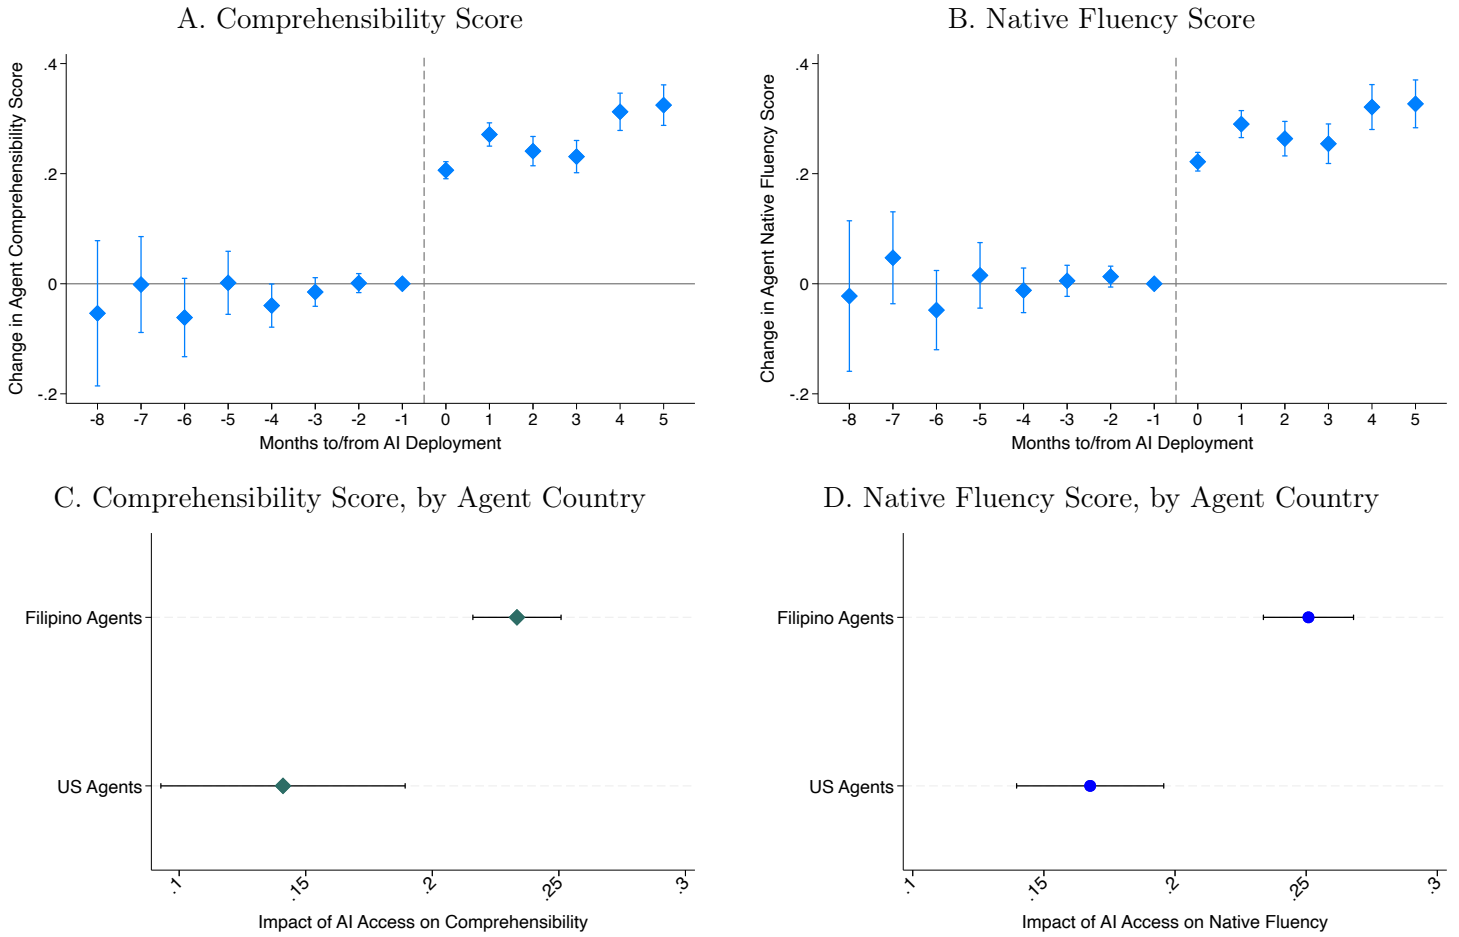 A. Comprehensibility Score
Change in Agent Comprehensibility Score
.4
.2
0
-.2
-8 -7 -6 -5 -4 -3 -2 -1 0 1 2 3 4 5
Months to/from AI Deployment
B. Native Fluency Score
Change in Agent Native Fluency Score
.4
.2
0
-.2
-8 -7 -6 -5 -4 -3 -2 -1 0 1 2 3 4 5
Months to/from AI Deployment
C. Comprehensibility Score, by Agent Country
Filipino Agents
US Agents
.1 .15 .2 .25 .3
Impact of AI Access on Comprehensibility
D. Native Fluency Score, by Agent Country
Filipino Agents
US Agents
.1 .15 .2 .25 .3
Impact of AI Access on Native Fluency